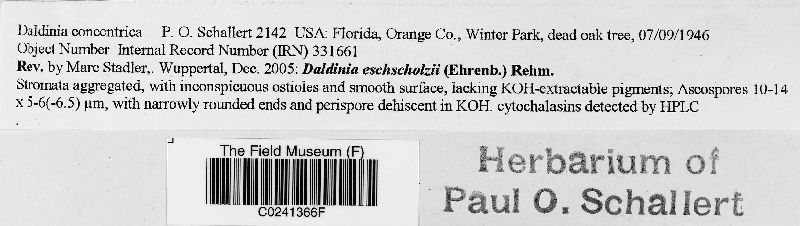 Daldinia concentrica P. O. Schallert 2142 USA: Florida, Orange Co., Winter Park, dead oak tree, 07/09/1946
Object Number Internal Record Number (IRN) 331661
Rev. by Marc Stadler,. Wuppertal, Dec. 2005: Daldinia eschscholzii (Ehrenb.) Rehm.
Stromata aggregated, with inconspicuous ostioles and smooth surface, lacking KOH-extractable pigments; Ascospores 10-14
x 5-6(-6.5) µm, with narrowly rounded ends and perispore dehiscent in KOH. cytochalasins detected by HPLC
The Field Museum (F)
C0241366F
Herbarium of
Paul O. Schallert